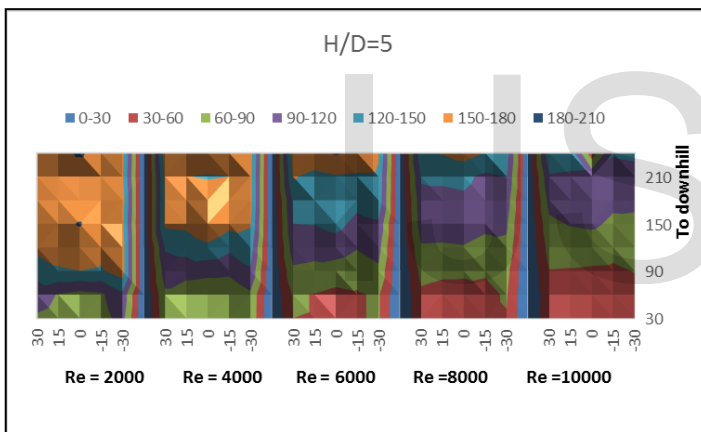 H/D=5
0-30 30-60 60-90 90-120 120-150 150-180 180-210
210
150
90
30
To downhill
30 15 0 -15 -30 30 15 0 -15 -30 30 15 0 -15 -30 30 15 0 -15 -30 30 15 0 -15 -30
Re = 2000 Re = 4000 Re = 6000 Re =8000 Re =10000